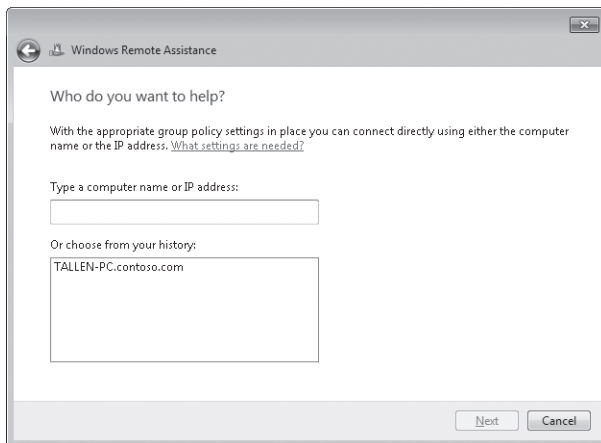 Windows Remote Assistance
Who do you want to help?
With the appropriate group policy settings in place you can connect directly using either the computer
name or the IP address. What settings are needed?
Type a computer name or IP address:
Or choose from your history:
TALLEN-PC.contoso.com
Next
Cancel